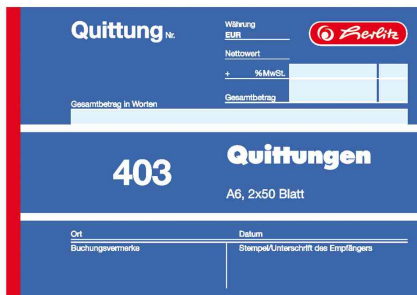 Quittung Nr.
Währung
EUR
Herlitz
Nettowert
+ %MwSt.
Gesamtbetrag
Gesamtbetrag in Worten
403
Quittungen
A6, 2x50 Blatt
Ort
Datum
Buchungsvermerke
Stempel/Unterschrift des Empfängers